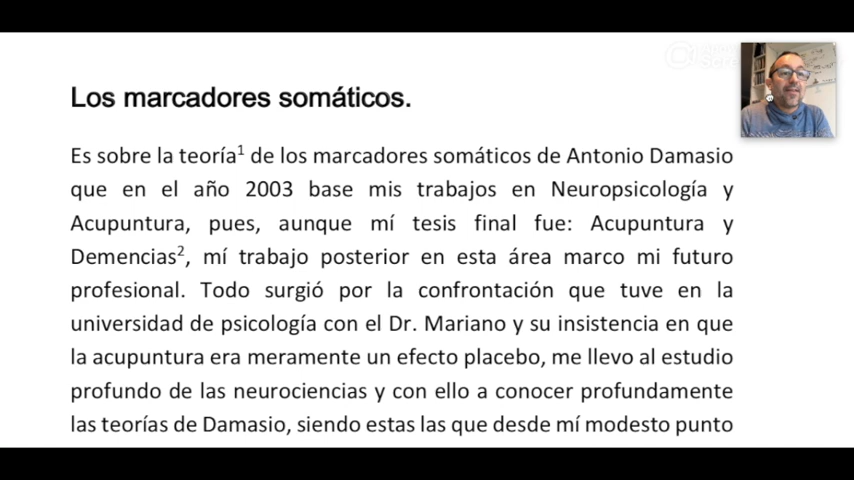 Los marcadores somáticos.
Es sobre la teoría¹ de los marcadores somáticos de Antonio Damasio
que en el año 2003 base mis trabajos en Neuropsicología y
Acupuntura, pues, aunque mí tesis final fue: Acupuntura y
Demencias², mí trabajo posterior en esta área marco mi futuro
profesional. Todo surgió por la confrontación que tuve en la
universidad de psicología con el Dr. Mariano y su insistencia en que
la acupuntura era meramente un efecto placebo, me llevo al estudio
profundo de las neurociencias y con ello a conocer profundamente
las teorías de Damasio, siendo estas las que desde mí modesto punto